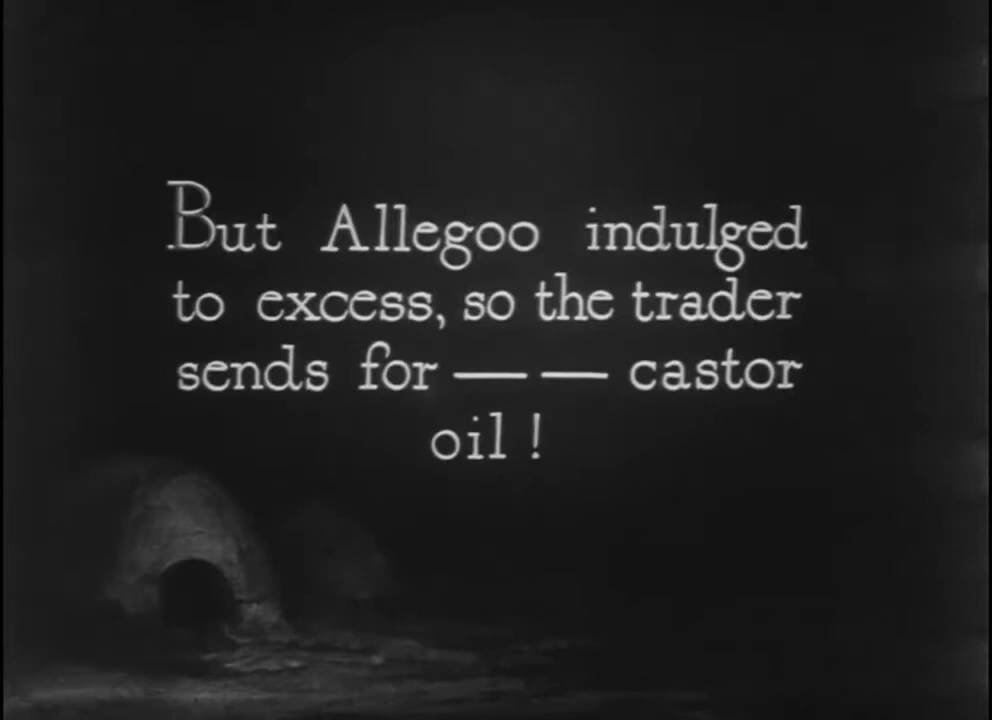 But Allegoo indulged
to excess, so the trader
sends for — — castor
oil !